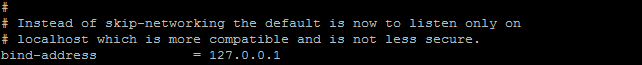 #
# Instead of skip-networking the default is now to listen only on
# localhost which is more compatible and is not less secure.
bind-address            = 127.0.0.1